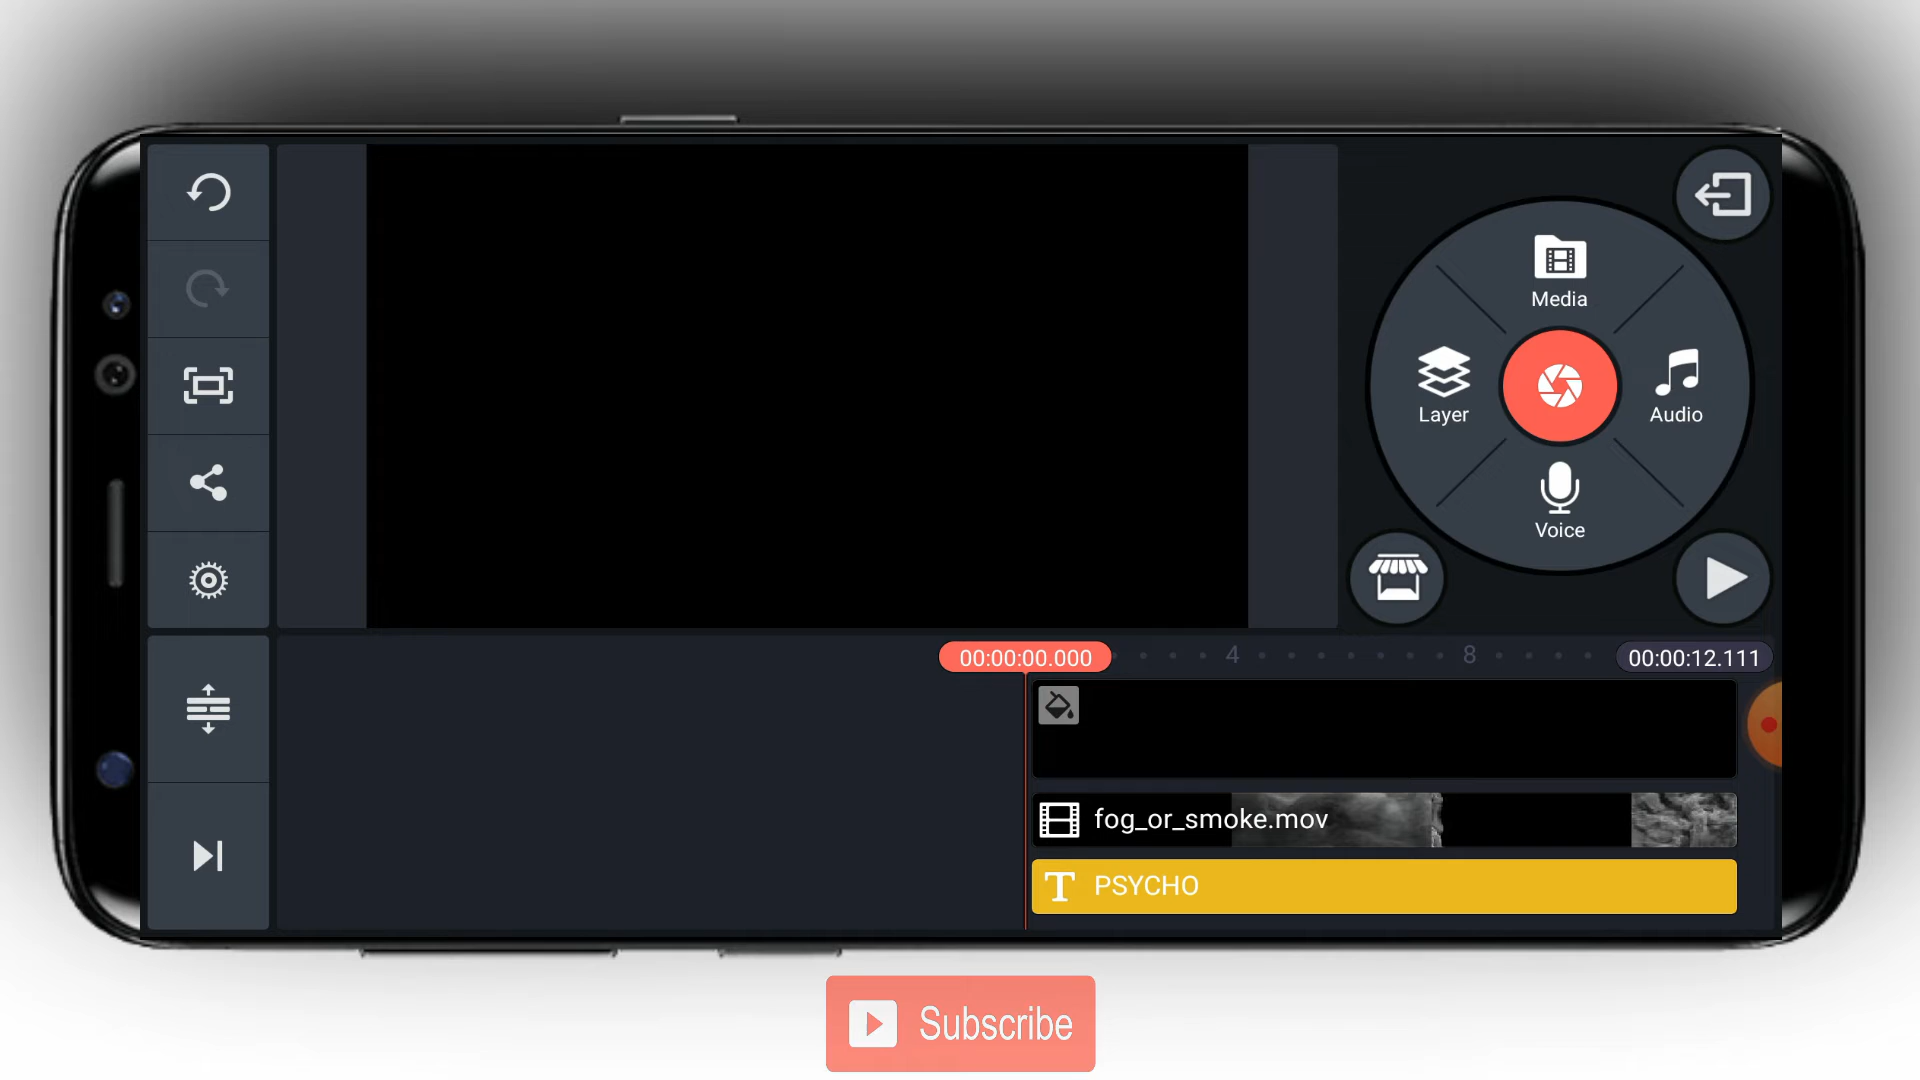 Media
Layer
Audio
Voice
00:00:00.000
4
8
00:00:12.111
fog_or_smoke.mov
T PSYCHO
Subscribe